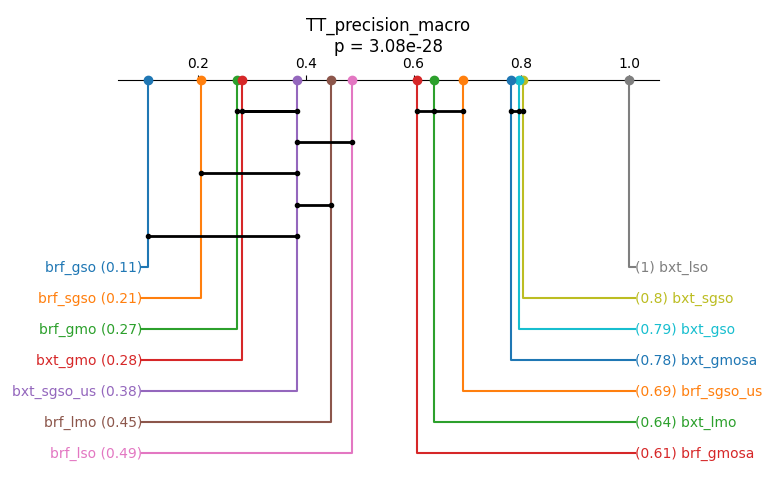 TT_precision_macro
p = 3.08e-28
0.2 0.4 0.6 0.8 1.0
brf_gso (0.11) (1) bxt_lso
brf_sgso (0.21) (0.8) bxt_sgso
brf_gmo (0.27) (0.79) bxt_gso
bxt_gmo (0.28) (0.78) bxt_gmosa
bxt_sgso_us (0.38) (0.69) brf_sgso_us
brf_lmo (0.45) (0.64) bxt_lmo
brf_lso (0.49) (0.61) brf_gmosa